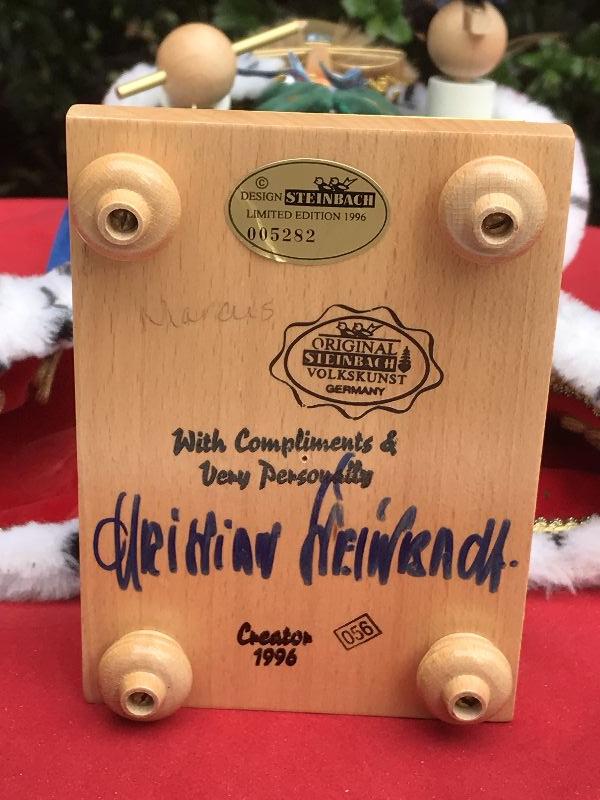 ©
DESIGN STEINBACH
LIMITED EDITION 1996
005282
Marcus
ORIGINAL
STEINBACH
VOLKSKUNST
GERMANY
With Compliments &
Very Personally
Christian Steinbach.
Creator
1996
056